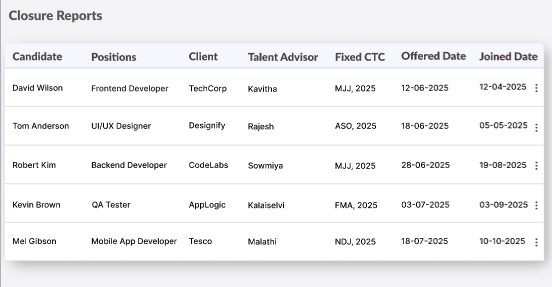 Closure Reports
Candidate Positions Client Talent Advisor Fixed CTC Offered Date Joined Date
David Wilson Frontend Developer TechCorp Kavitha MJJ, 2025 12-06-2025 12-04-2025
Tom Anderson UI/UX Designer Designify Rajesh ASO, 2025 18-06-2025 05-05-2025
Robert Kim Backend Developer CodeLabs Sowmiya MJJ, 2025 28-06-2025 19-08-2025
Kevin Brown QA Tester AppLogic Kalaiselvi FMA, 2025 03-07-2025 03-09-2025
Mel Gibson Mobile App Developer Tesco Malathi NDJ, 2025 18-07-2025 10-10-2025